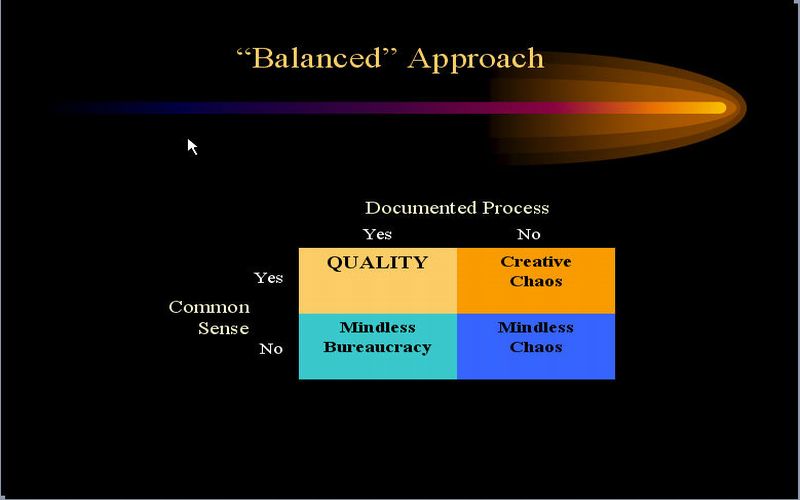 “Balanced” Approach
Documented Process
Yes No
QUALITY
Creative
Chaos
Yes
Common
Sense
No
Mindless
Bureaucracy
Mindless
Chaos